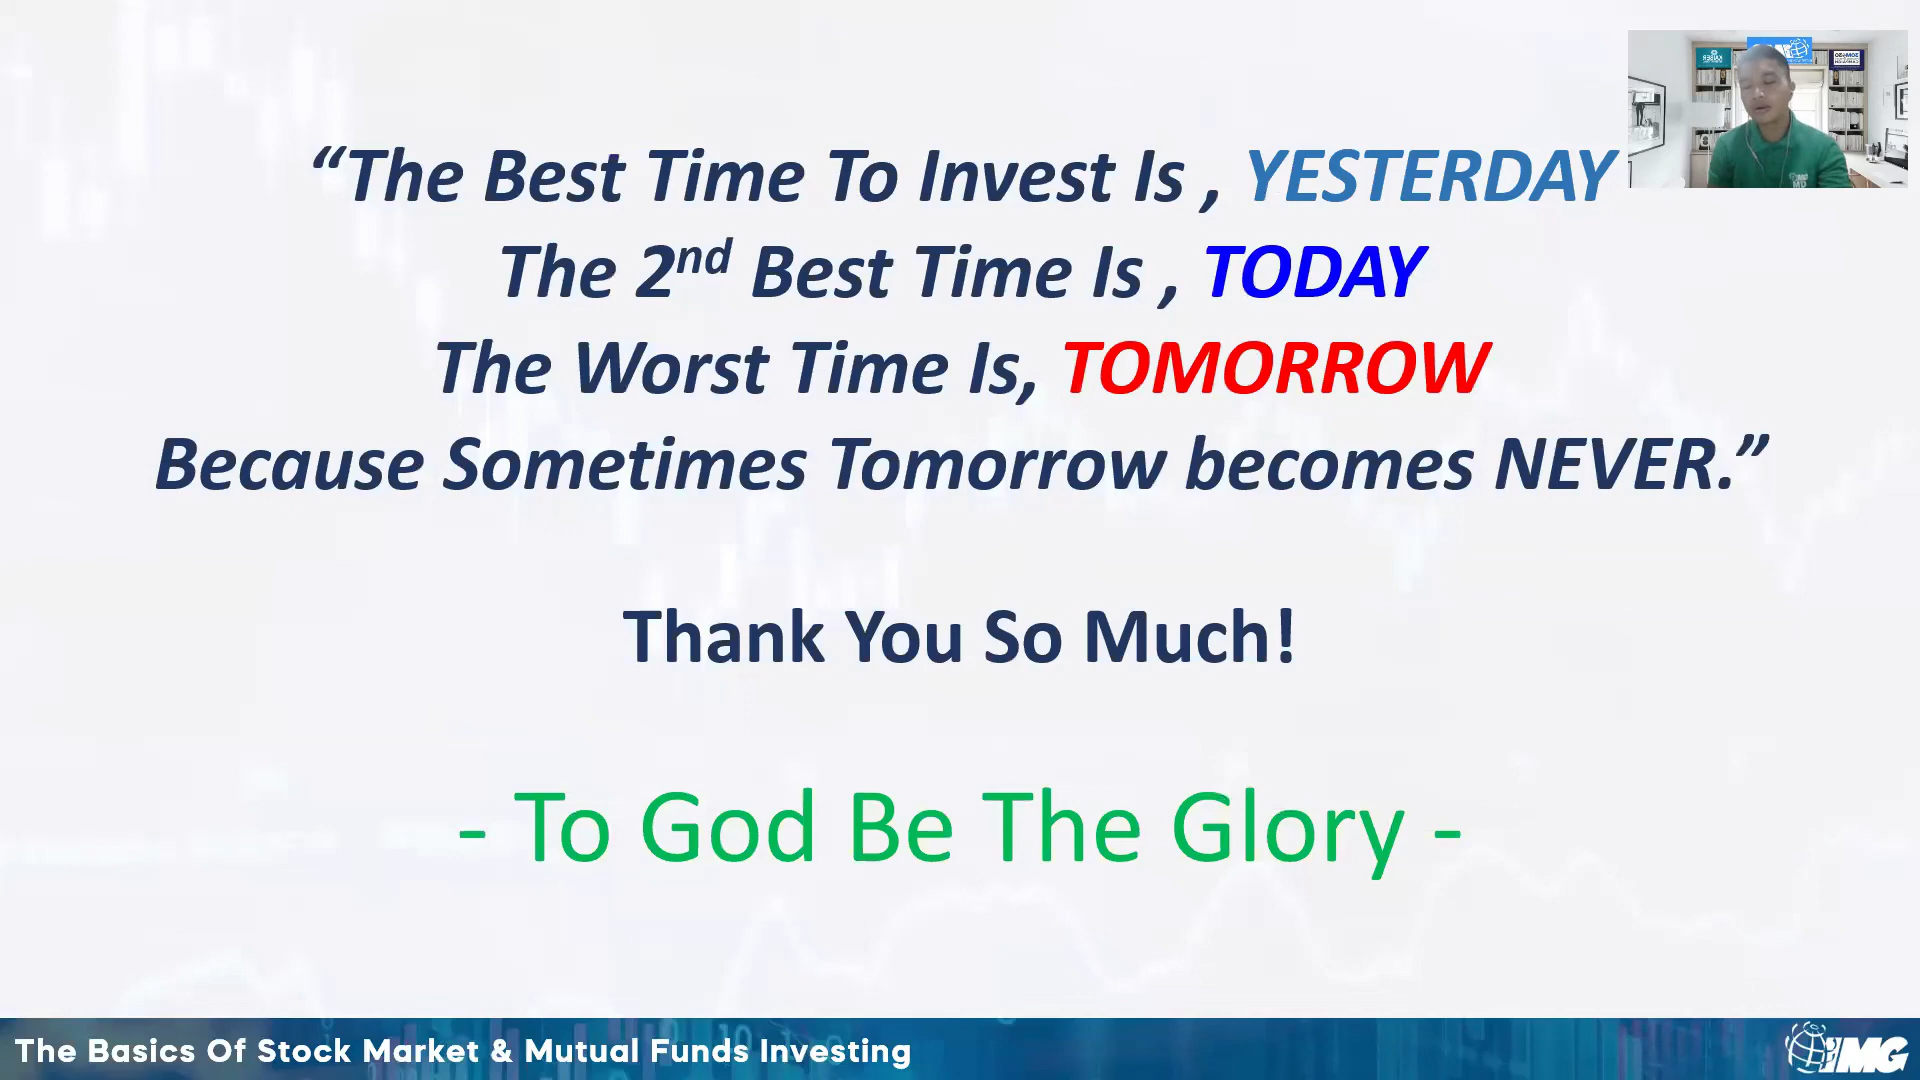 “The Best Time To Invest Is , YESTERDAY
The 2nd Best Time Is , TODAY
The Worst Time Is, TOMORROW
Because Sometimes Tomorrow becomes NEVER.”
Thank You So Much!
- To God Be The Glory -
The Basics Of Stock Market & Mutual Funds Investing
IMG